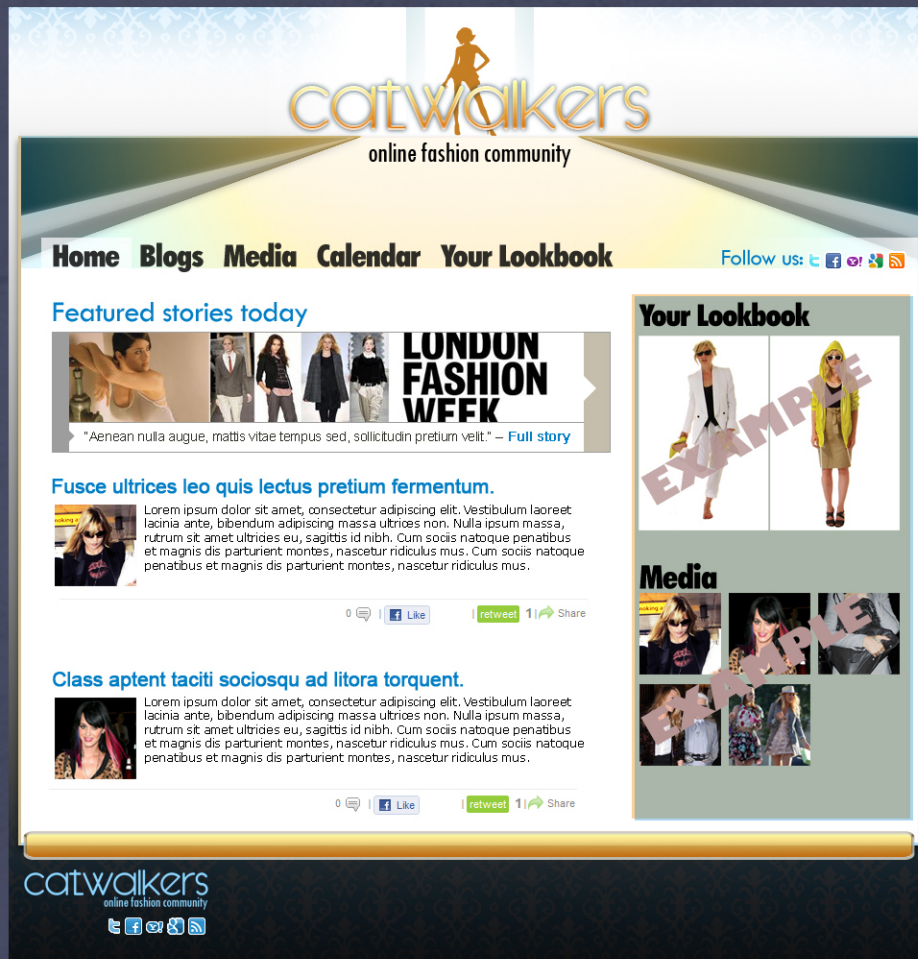 catwalkers
online fashion community
Home Blogs Media Calendar Your Lookbook
Follow us:
Featured stories today
LONDON
FASHION
WEEK
"Aenean nulla augue, mattis vitae tempus sed, sollicitudin pretium velit." – Full story
Fusce ultrices leo quis lectus pretium fermentum.
Lorem ipsum dolor sit amet, consectetur adipiscing elit. Vestibulum laoreet
lacinia ante, bibendum adipiscing massa ultrices non. Nulla ipsum massa,
rutrum sit amet ultricies eu, sagittis id nibh. Cum sociis natoque penatibus
et magnis dis parturient montes, nascetur ridiculus mus. Cum sociis natoque
penatibus et magnis dis parturient montes, nascetur ridiculus mus.
0 | Like | retweet 1 | Share
Class aptent taciti sociosqu ad litora torquent.
Lorem ipsum dolor sit amet, consectetur adipiscing elit. Vestibulum laoreet
lacinia ante, bibendum adipiscing massa ultrices non. Nulla ipsum massa,
rutrum sit amet ultricies eu, sagittis id nibh. Cum sociis natoque penatibus
et magnis dis parturient montes, nascetur ridiculus mus. Cum sociis natoque
penatibus et magnis dis parturient montes, nascetur ridiculus mus.
0 | Like | retweet 1 | Share
Your Lookbook
EXAMPLE
Media
EXAMPLE
catwalkers
online fashion community